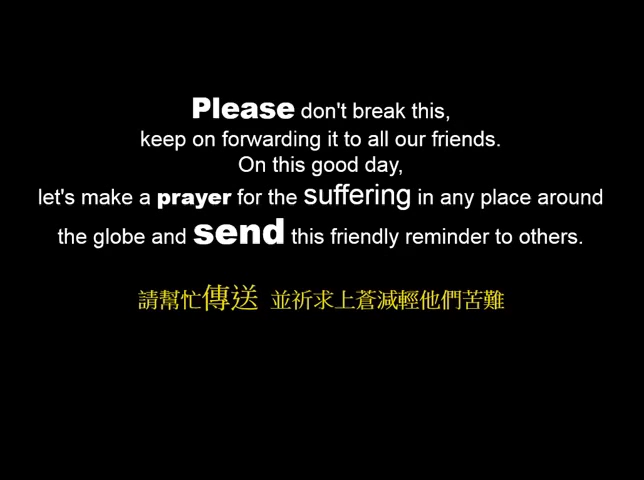 Please don't break this,
keep on forwarding it to all our friends.
On this good day,
let's make a prayer for the suffering in any place around
the globe and send this friendly reminder to others.
請幫忙傳送 並祈求上蒼減輕他們苦難